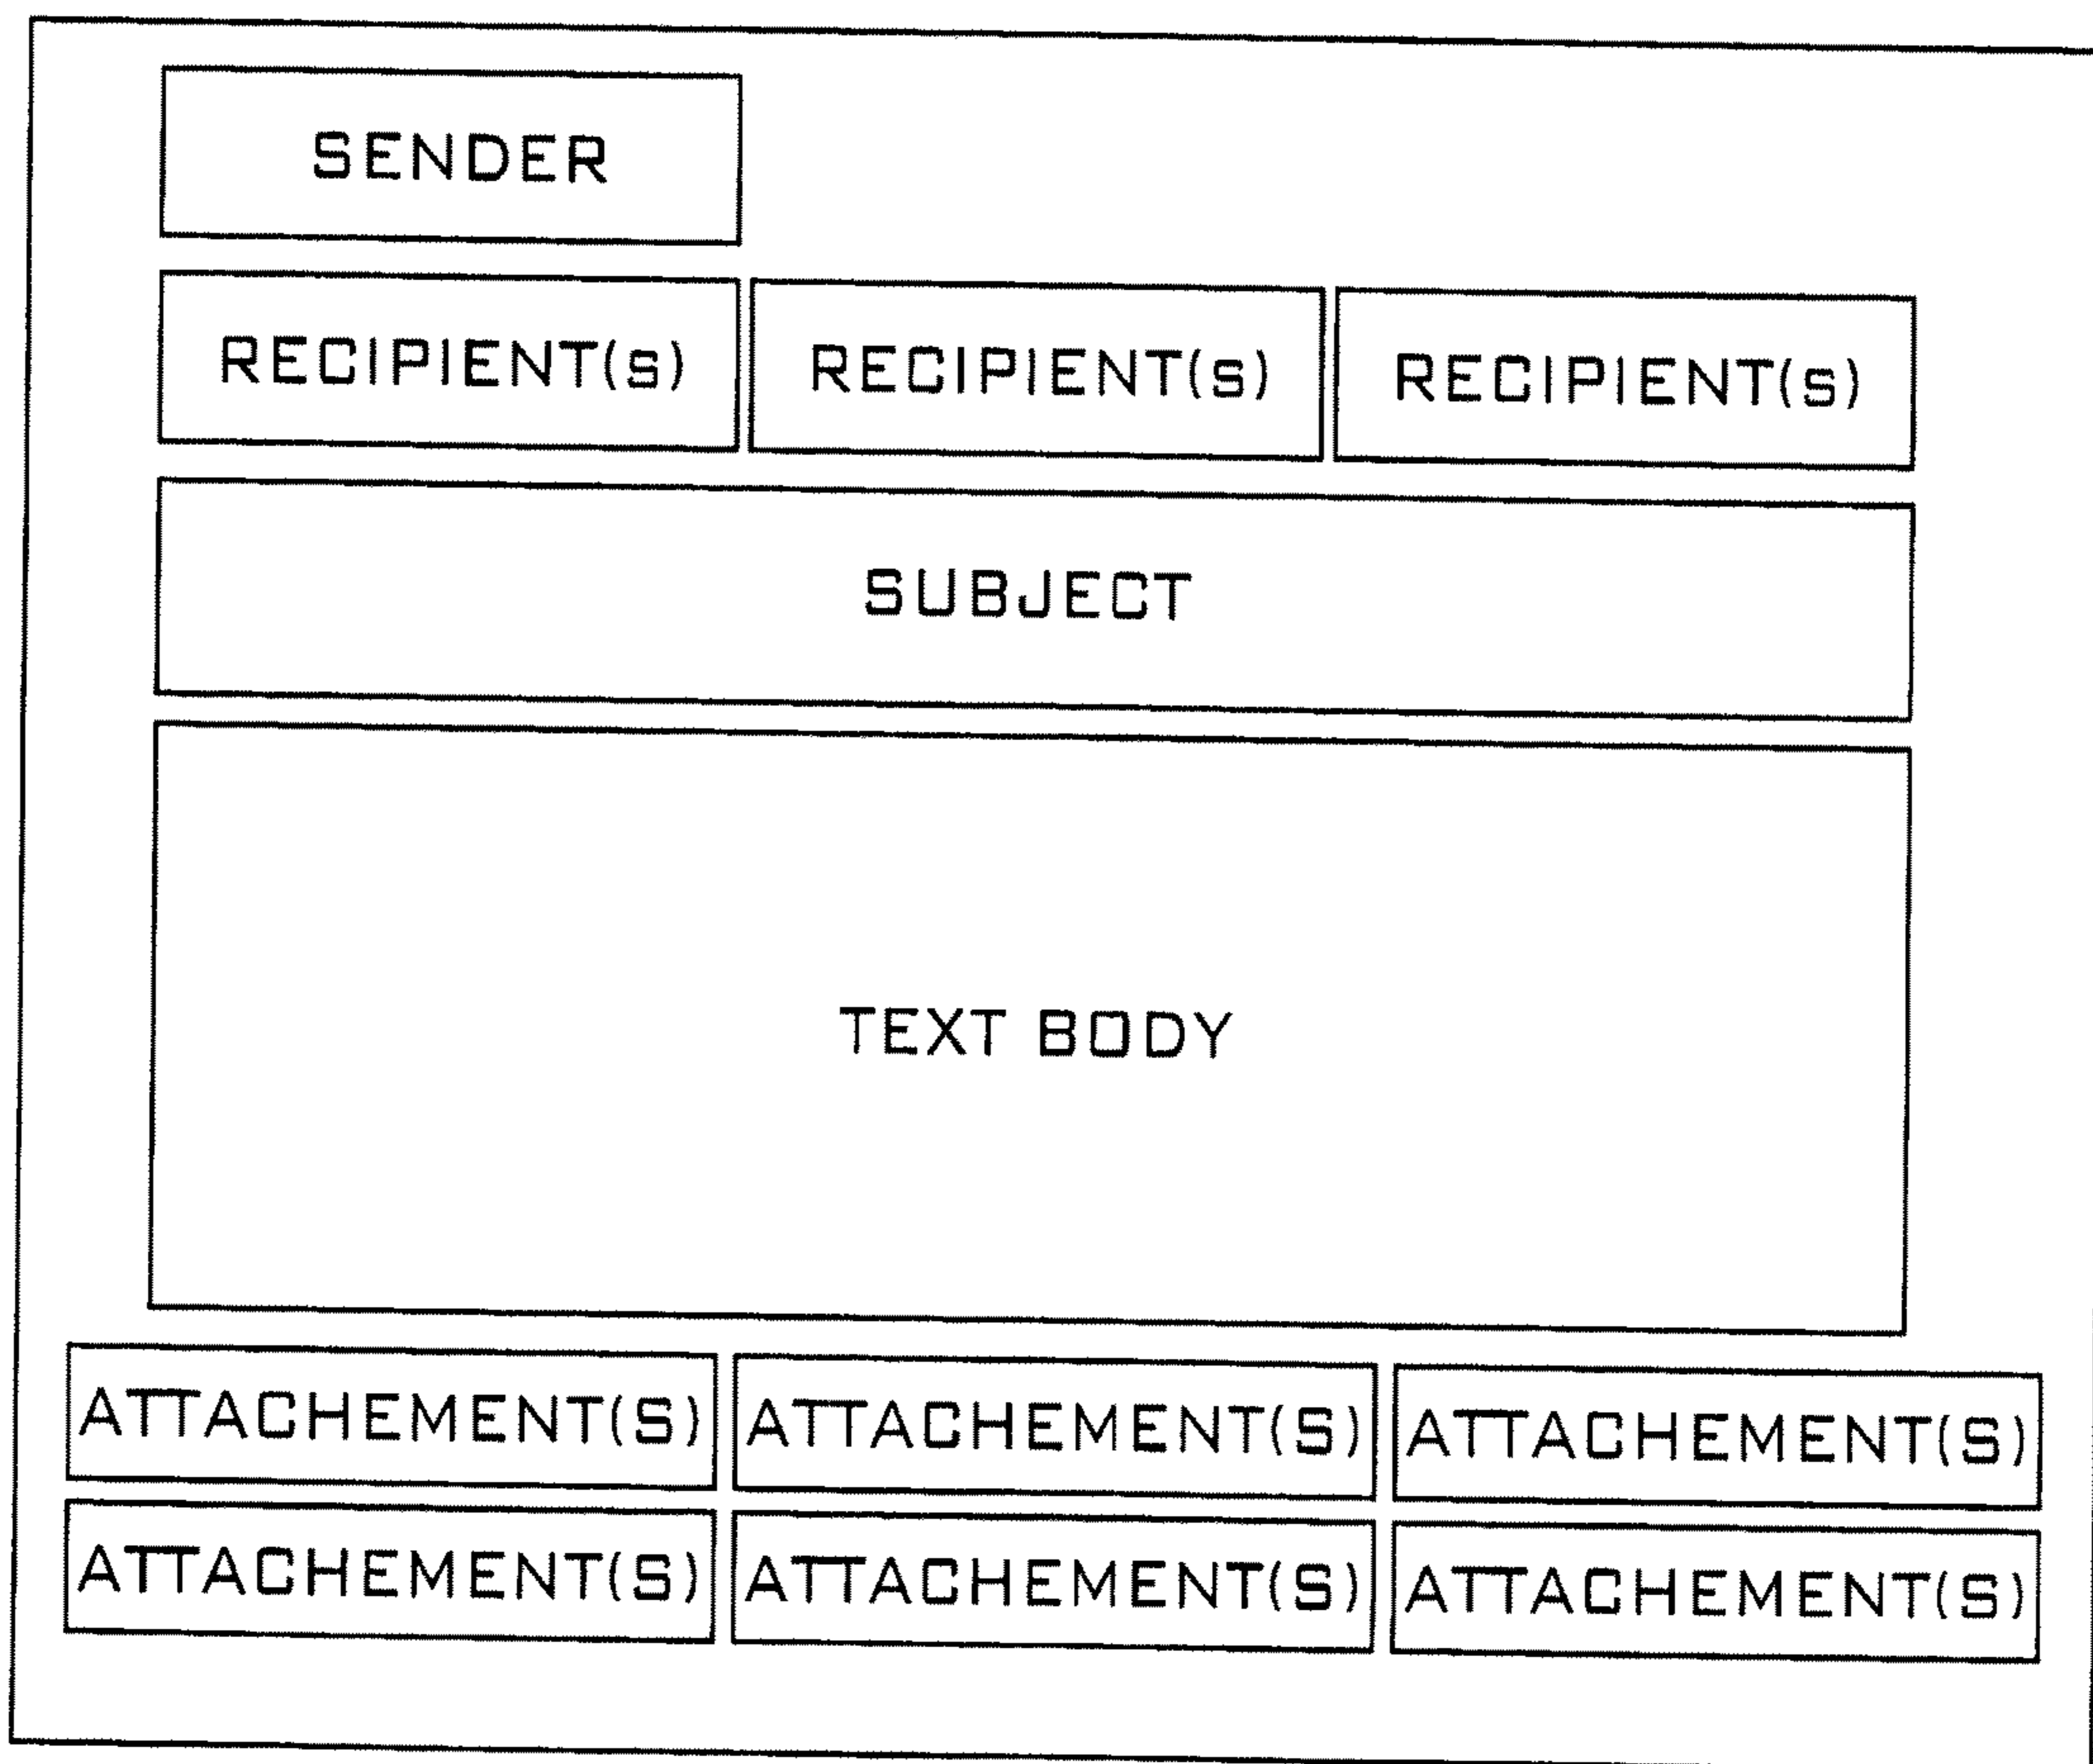 SENDER
RECIPIENT(s) RECIPIENT(s) RECIPIENT(s)
SUBJECT
TEXT BODY
ATTACHEMENT(S) ATTACHEMENT(S) ATTACHEMENT(S)
ATTACHEMENT(S) ATTACHEMENT(S) ATTACHEMENT(S)